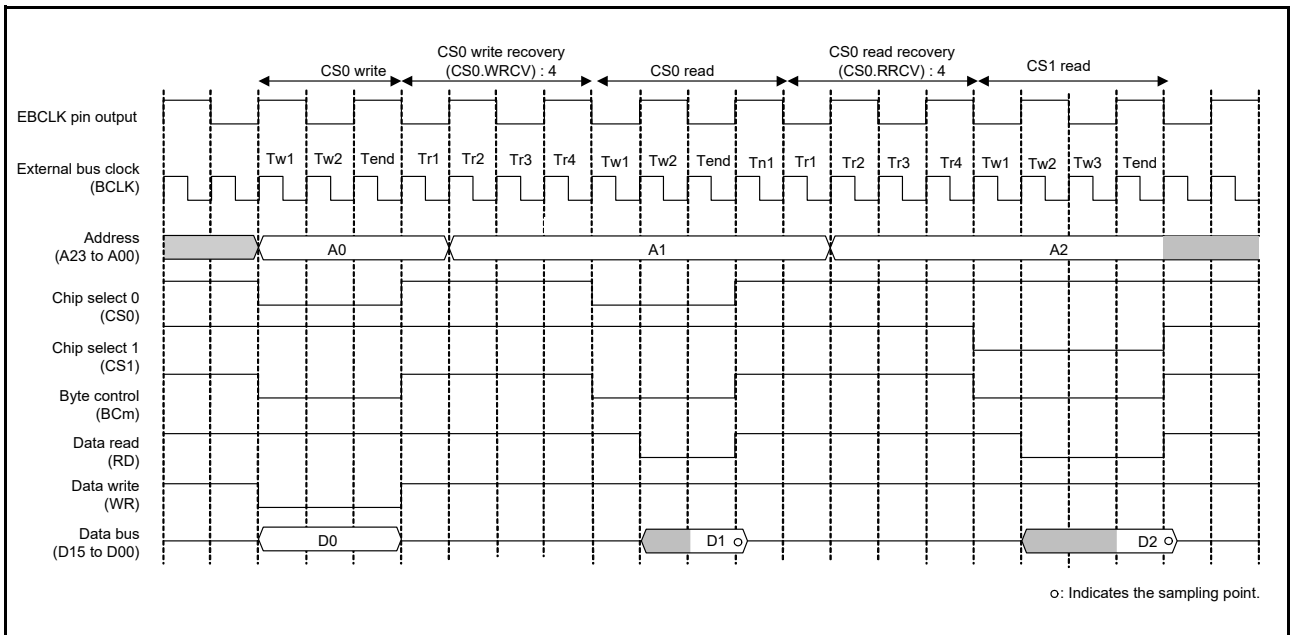 CS0 write
CS0 write recovery
(CS0.WRCV) : 4
CS0 read
CS0 read recovery
(CS0.RRCV) : 4
CS1 read
EBCLK pin output
External bus clock
(BCLK)
Tw1 Tw2 Tend Tr1 Tr2 Tr3 Tr4 Tw1 Tw2 Tend Tn1 Tr1 Tr2 Tr3 Tr4 Tw1 Tw2 Tw3 Tend
Address
(A23 to A00)
A0 A1 A2
Chip select 0
(CS0)
Chip select 1
(CS1)
Byte control
(BCm)
Data read
(RD)
Data write
(WR)
Data bus
(D15 to D00)
D0 D1 D2
o: Indicates the sampling point.